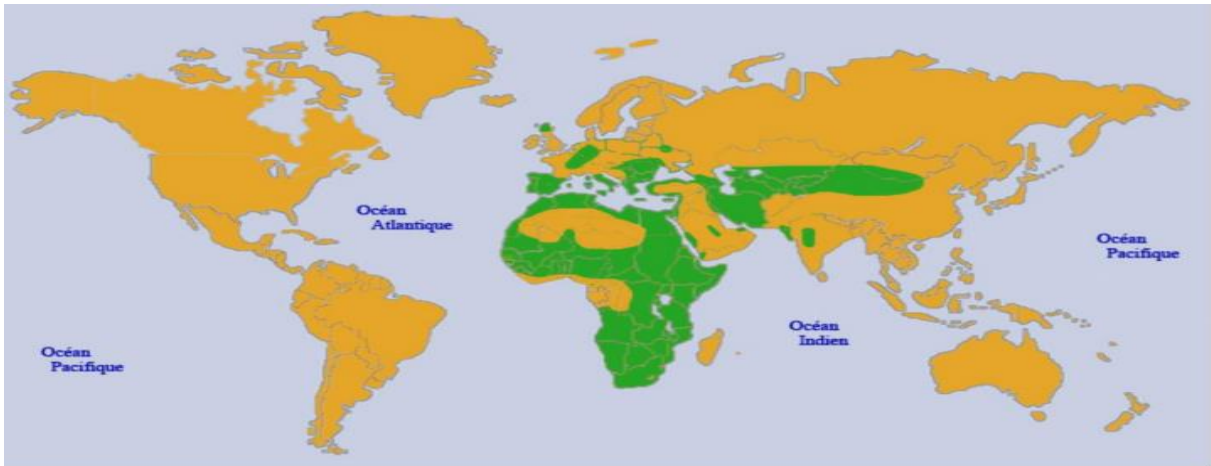 Océan
Atlantique
Océan
Pacifique
Océan
Indien
Océan
Pacifique